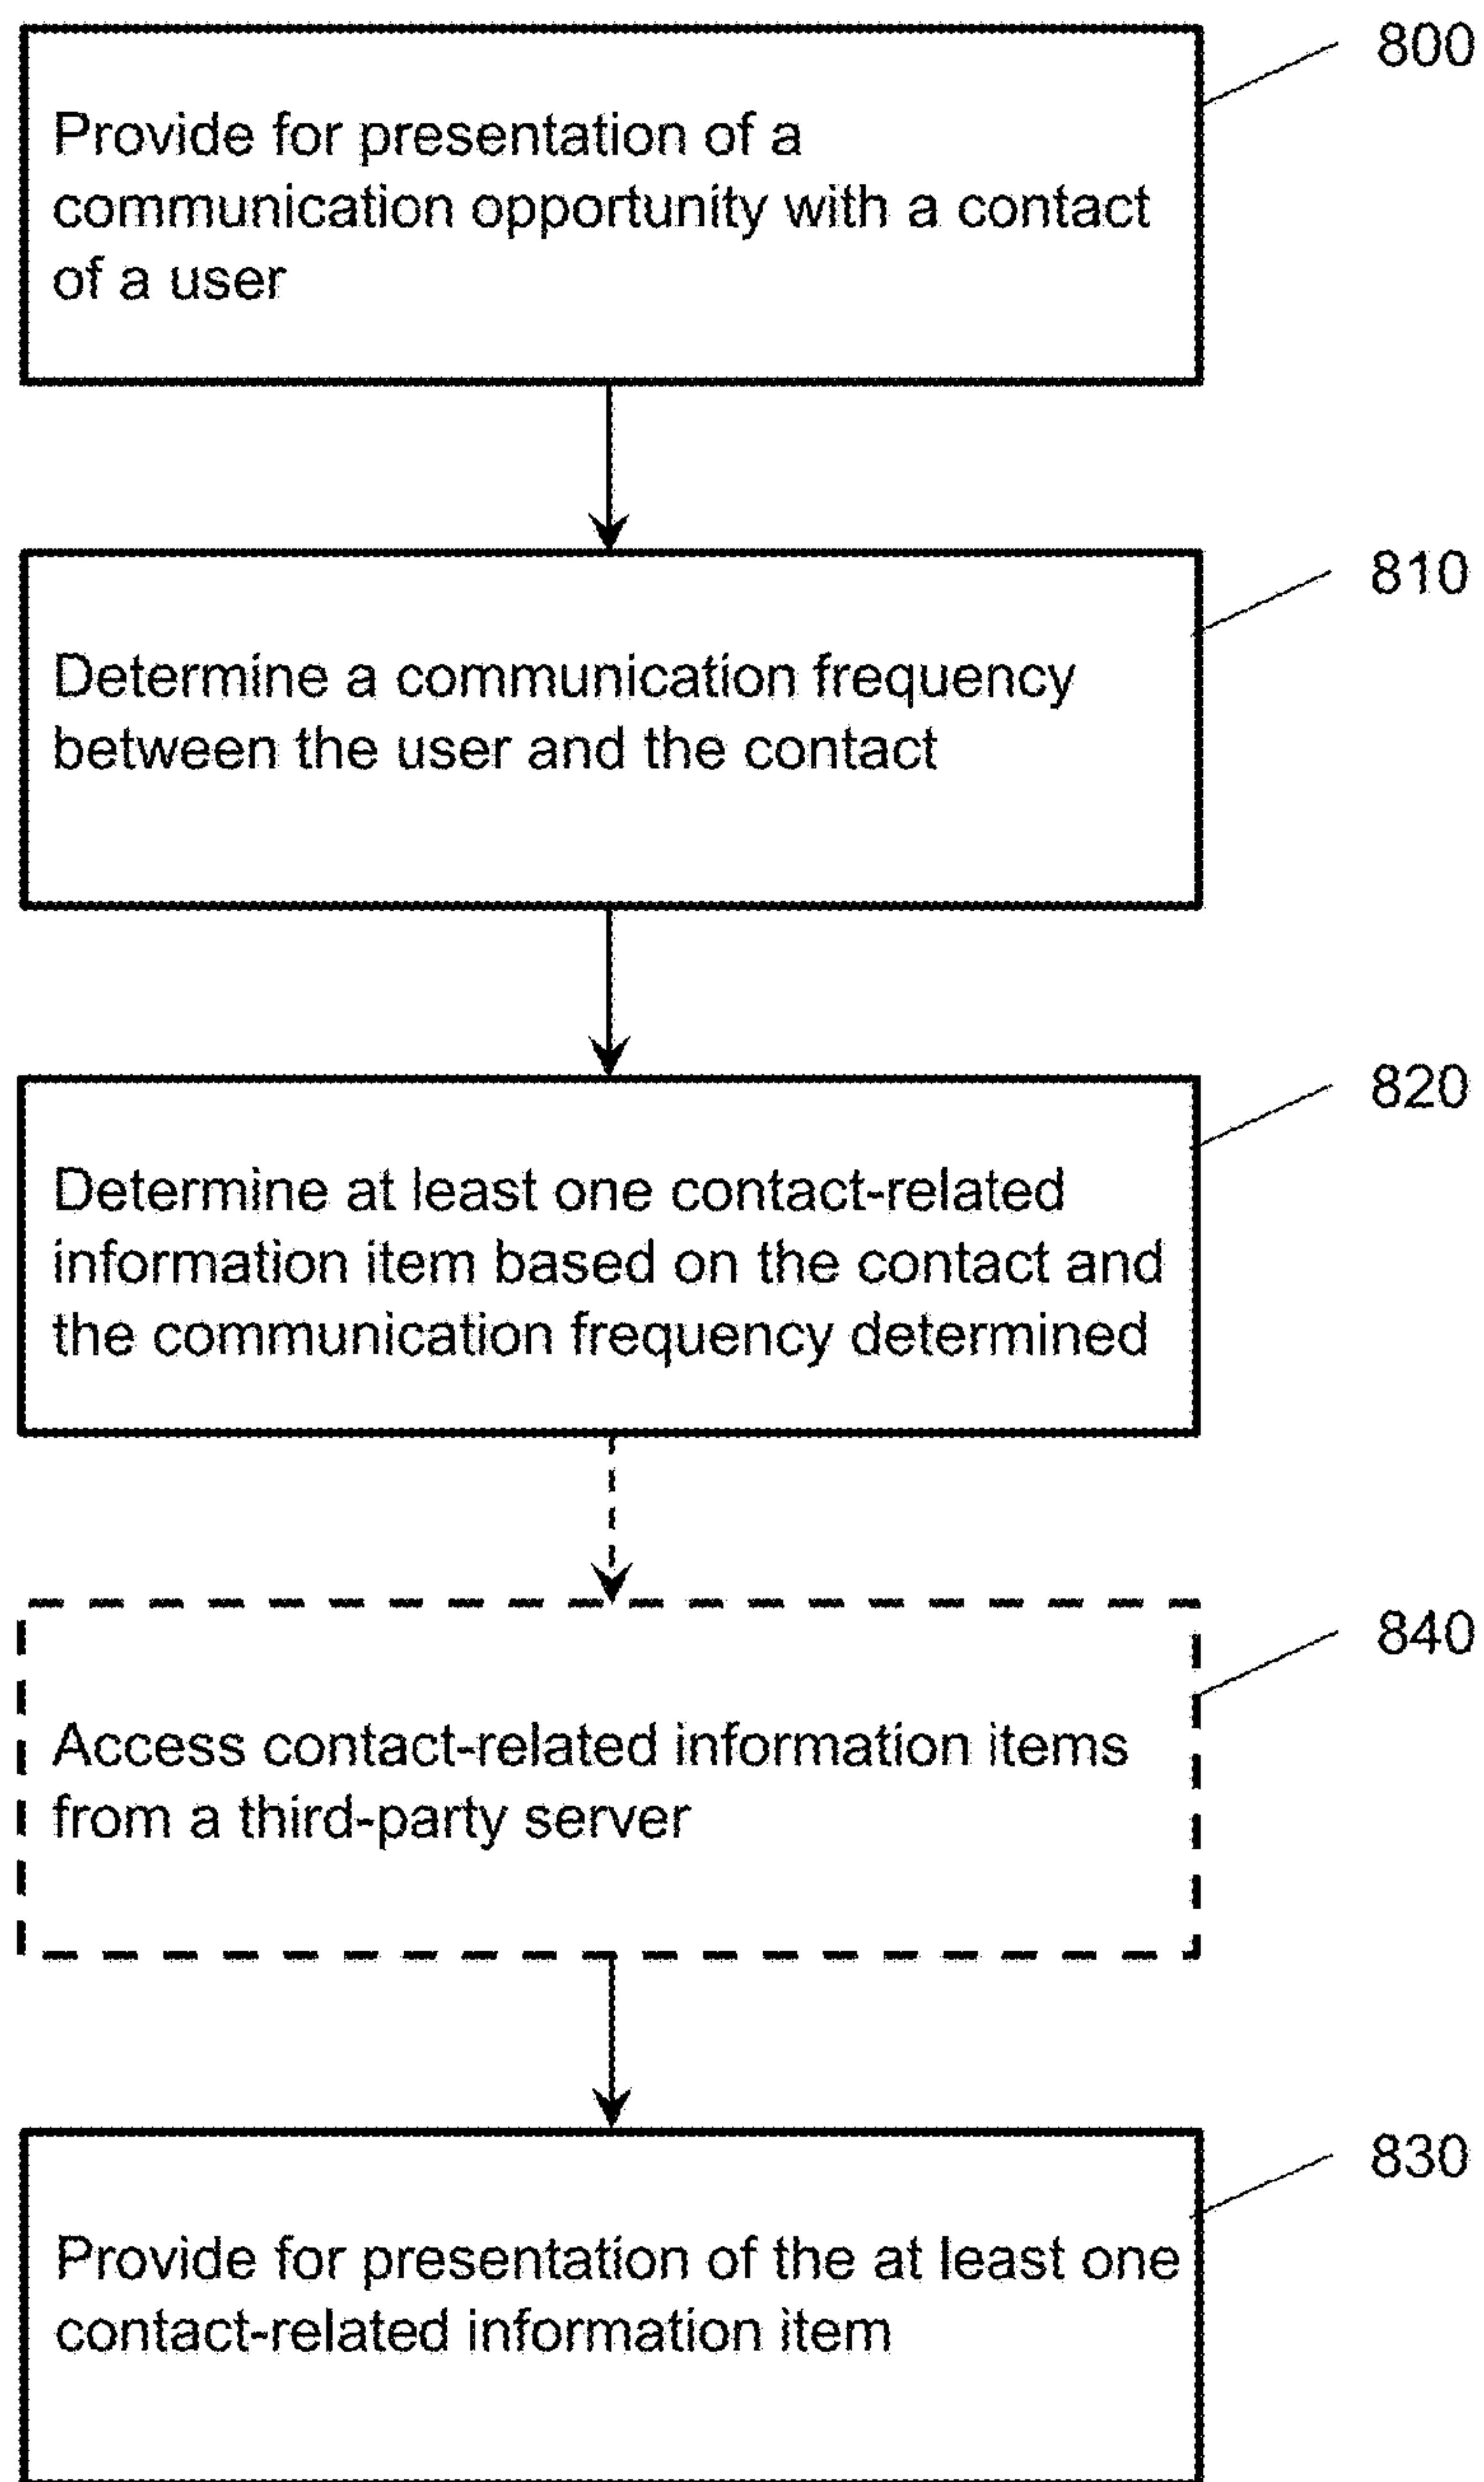 800
Provide for presentation of a
communication opportunity with a contact
of a user
810
Determine a communication frequency
between the user and the contact
820
Determine at least one contact-related
information item based on the contact and
the communication frequency determined
840
Access contact-related information items
from a third-party server
830
Provide for presentation of the at least one
contact-related information item